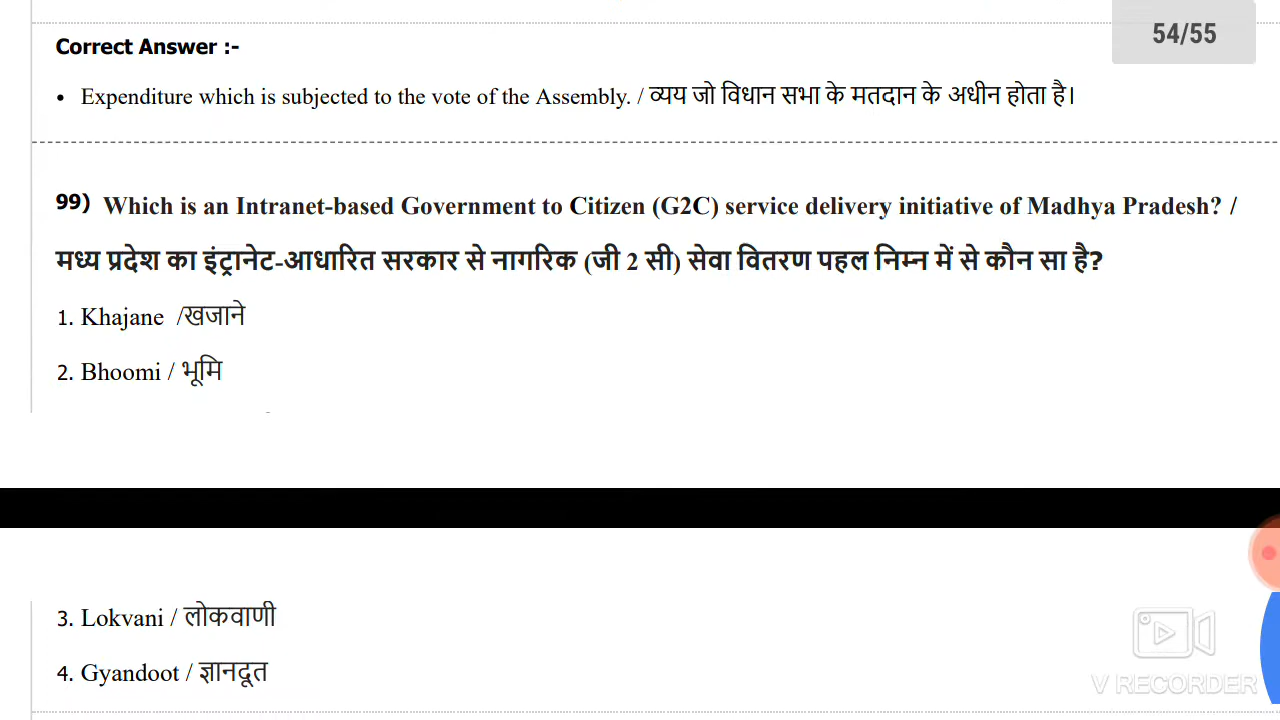 54/55
Correct Answer :-
• Expenditure which is subjected to the vote of the Assembly. / व्यय जो विधान सभा के मतदान के अधीन होता है।
99) Which is an Intranet-based Government to Citizen (G2C) service delivery initiative of Madhya Pradesh? /
मध्य प्रदेश का इंट्रानेट-आधारित सरकार से नागरिक (जी 2 सी) सेवा वितरण पहल निम्न में से कौन सा है?
1. Khajane /खजाने
2. Bhoomi / भूमि
3. Lokvani / लोकवाणी
4. Gyandoot / ज्ञानदूत
V RECORDER